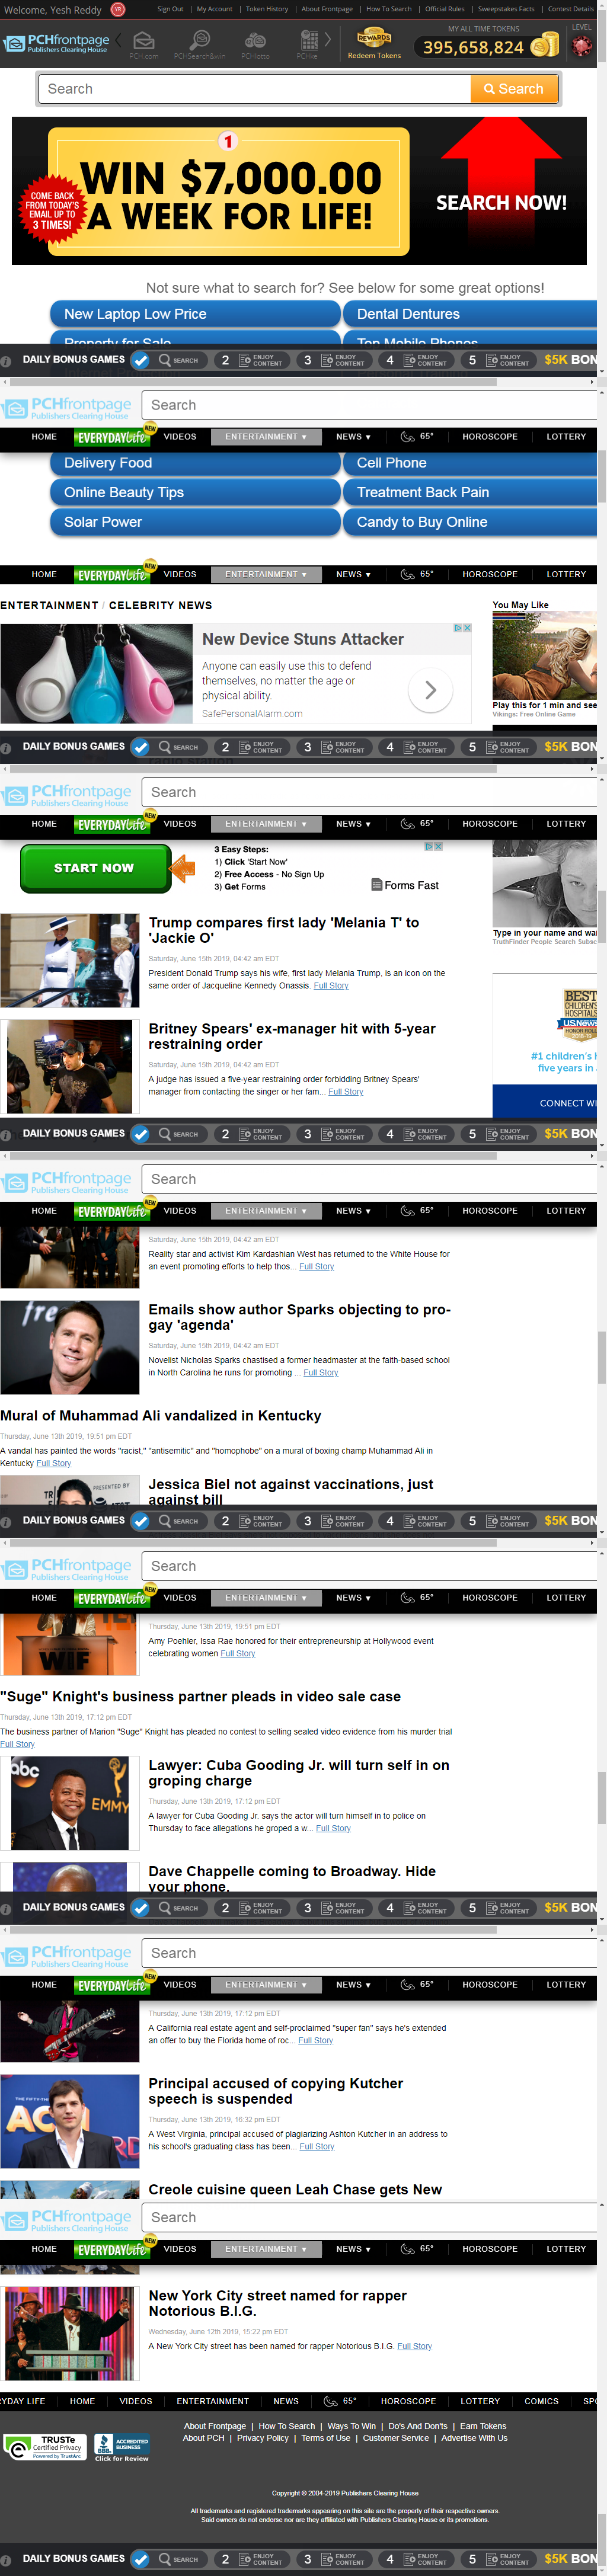 Welcome, Yesh Reddy YR Sign Out | My Account | Token History | About Frontpage | How To Search | Official Rules | Sweepstakes Facts | Contest Details
PCHfrontpage
Publishers Clearing House
PCH.com PCHSearch&win PCHlotto
REWARDS
Redeem Tokens
MY ALL TIME TOKENS
395,658,824
LEVEL
Search Search
1
WIN $7,000.00
A WEEK FOR LIFE!
COME BACK
FROM TODAY'S
EMAIL UP TO
3 TIMES!
SEARCH NOW!
Not sure what to search for? See below for some great options!
New Laptop Low Price Dental Dentures
Property for Sale Top Mobile Phones
DAILY BONUS GAMES SEARCH 2 ENJOY CONTENT 3 ENJOY CONTENT 4 ENJOY CONTENT 5 ENJOY CONTENT $5K BON
PCHfrontpage
Publishers Clearing House
Search
HOME EVERYDAYlife NEW VIDEOS ENTERTAINMENT ▼ NEWS ▼ 65° HOROSCOPE LOTTERY
Delivery Food Cell Phone
Online Beauty Tips Treatment Back Pain
Solar Power Candy to Buy Online
HOME EVERYDAYlife NEW VIDEOS ENTERTAINMENT ▼ NEWS ▼ 65° HOROSCOPE LOTTERY
ENTERTAINMENT / CELEBRITY NEWS
You May Like
New Device Stuns Attacker
Anyone can easily use this to defend
themselves, no matter the age or
physical ability.
SafePersonalAlarm.com
Play this for 1 min and see
Vikings: Free Online Game
DAILY BONUS GAMES SEARCH 2 ENJOY CONTENT 3 ENJOY CONTENT 4 ENJOY CONTENT 5 ENJOY CONTENT $5K BON
PCHfrontpage
Publishers Clearing House
Search
HOME EVERYDAYlife NEW VIDEOS ENTERTAINMENT ▼ NEWS ▼ 65° HOROSCOPE LOTTERY
START NOW
3 Easy Steps:
1) Click 'Start Now'
2) Free Access - No Sign Up
3) Get Forms
Forms Fast
Type in your name and wai
TruthFinder People Search Subsc
Trump compares first lady 'Melania T' to
'Jackie O'
Saturday, June 15th 2019, 04:42 am EDT
President Donald Trump says his wife, first lady Melania Trump, is an icon on the
same order of Jacqueline Kennedy Onassis. Full Story
BEST
CHILDREN'S
HOSPITALS
U.S.News
HONOR ROLL
#1 children's h
five years in
CONNECT WI
Britney Spears' ex-manager hit with 5-year
restraining order
Saturday, June 15th 2019, 04:42 am EDT
A judge has issued a five-year restraining order forbidding Britney Spears'
manager from contacting the singer or her fam... Full Story
DAILY BONUS GAMES SEARCH 2 ENJOY CONTENT 3 ENJOY CONTENT 4 ENJOY CONTENT 5 ENJOY CONTENT $5K BON
PCHfrontpage
Publishers Clearing House
Search
HOME EVERYDAYlife NEW VIDEOS ENTERTAINMENT ▼ NEWS ▼ 65° HOROSCOPE LOTTERY
Saturday, June 15th 2019, 04:42 am EDT
Reality star and activist Kim Kardashian West has returned to the White House for
an event promoting efforts to help thos... Full Story
Emails show author Sparks objecting to pro-
gay 'agenda'
Saturday, June 15th 2019, 04:42 am EDT
Novelist Nicholas Sparks chastised a former headmaster at the faith-based school
in North Carolina he runs for promoting ... Full Story
Mural of Muhammad Ali vandalized in Kentucky
Thursday, June 13th 2019, 19:51 pm EDT
A vandal has painted the words "racist," "antisemitic" and "homophobe" on a mural of boxing champ Muhammad Ali in
Kentucky Full Story
PRESENTED BY
Jessica Biel not against vaccinations, just
against bill
DAILY BONUS GAMES SEARCH 2 ENJOY CONTENT 3 ENJOY CONTENT 4 ENJOY CONTENT 5 ENJOY CONTENT $5K BON
PCHfrontpage
Publishers Clearing House
Search
HOME EVERYDAYlife NEW VIDEOS ENTERTAINMENT ▼ NEWS ▼ 65° HOROSCOPE LOTTERY
WIF
Thursday, June 13th 2019, 19:51 pm EDT
Amy Poehler, Issa Rae honored for their entrepreneurship at Hollywood event
celebrating women Full Story
"Suge" Knight's business partner pleads in video sale case
Thursday, June 13th 2019, 17:12 pm EDT
The business partner of Marion "Suge" Knight has pleaded no contest to selling sealed video evidence from his murder trial
Full Story
abc
EMMY
Lawyer: Cuba Gooding Jr. will turn self in on
groping charge
Thursday, June 13th 2019, 17:12 pm EDT
A lawyer for Cuba Gooding Jr. says the actor will turn himself in to police on
Thursday to face allegations he groped a w... Full Story
Dave Chappelle coming to Broadway. Hide
your phone.
DAILY BONUS GAMES SEARCH 2 ENJOY CONTENT 3 ENJOY CONTENT 4 ENJOY CONTENT 5 ENJOY CONTENT $5K BON
PCHfrontpage
Publishers Clearing House
Search
HOME EVERYDAYlife NEW VIDEOS ENTERTAINMENT ▼ NEWS ▼ 65° HOROSCOPE LOTTERY
Thursday, June 13th 2019, 17:12 pm EDT
A California real estate agent and self-proclaimed "super fan" says he's extended
an offer to buy the Florida home of roc... Full Story
Principal accused of copying Kutcher
speech is suspended
Thursday, June 13th 2019, 16:32 pm EDT
A West Virginia, principal accused of plagiarizing Ashton Kutcher in an address to
his school's graduating class has been... Full Story
Creole cuisine queen Leah Chase gets New
PCHfrontpage
Publishers Clearing House
Search
HOME EVERYDAYlife NEW VIDEOS ENTERTAINMENT ▼ NEWS ▼ 65° HOROSCOPE LOTTERY
New York City street named for rapper
Notorious B.I.G.
Wednesday, June 12th 2019, 15:22 pm EDT
A New York City street has been named for rapper Notorious B.I.G. Full Story
RYDAY LIFE HOME VIDEOS ENTERTAINMENT NEWS 65° HOROSCOPE LOTTERY COMICS SPO
About Frontpage | How To Search | Ways To Win | Do's And Don'ts | Earn Tokens
About PCH | Privacy Policy | Terms of Use | Customer Service | Advertise With Us
TRUSTe
Certified Privacy
Powered by TrustArc
BBB ACCREDITED BUSINESS
Click for Review
Copyright © 2004-2019 Publishers Clearing House
All trademarks and registered trademarks appearing on this site are the property of their respective owners.
Said owners do not endorse nor are they affiliated with Publishers Clearing House or its promotions.
DAILY BONUS GAMES SEARCH 2 ENJOY CONTENT 3 ENJOY CONTENT 4 ENJOY CONTENT 5 ENJOY CONTENT $5K BON